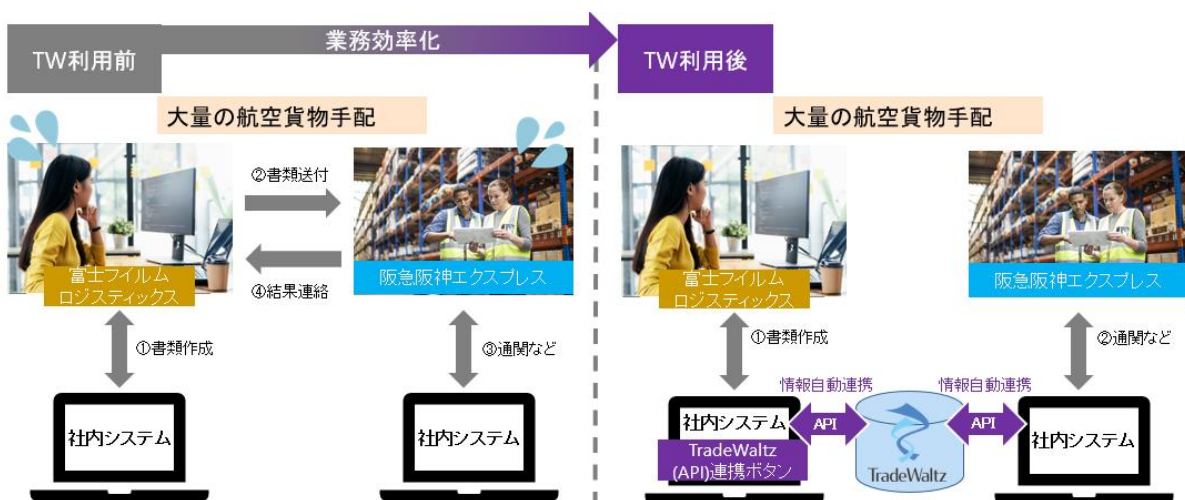 業務効率化
TW利用前
大量の航空貨物手配
②書類送付
④結果連絡
富士フイルム
ロジスティックス
阪急阪神エクスプレス
①書類作成
③通関など
社内システム
社内システム
TW利用後
大量の航空貨物手配
富士フイルム
ロジスティックス
阪急阪神エクスプレス
①書類作成
②通関など
情報自動連携
情報自動連携
社内システム
API
API
TradeWaltz
(API)連携ボタン
TradeWaltz
社内システム